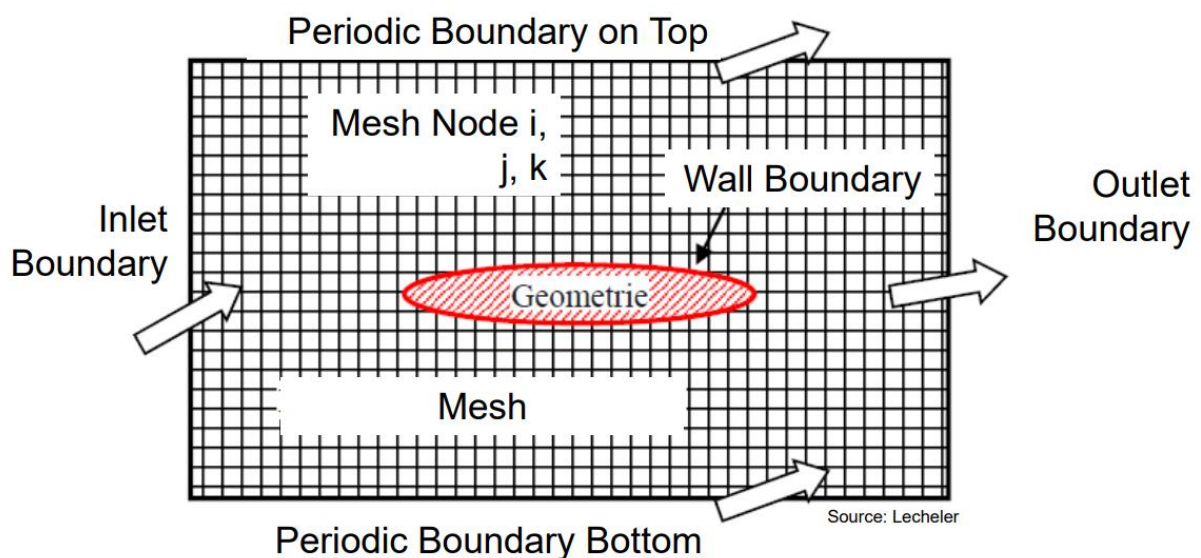 Periodic Boundary on Top
Mesh Node i,
j, k
Wall Boundary
Inlet
Boundary
Outlet
Boundary
Geometrie
Mesh
Source: Lecheler
Periodic Boundary Bottom